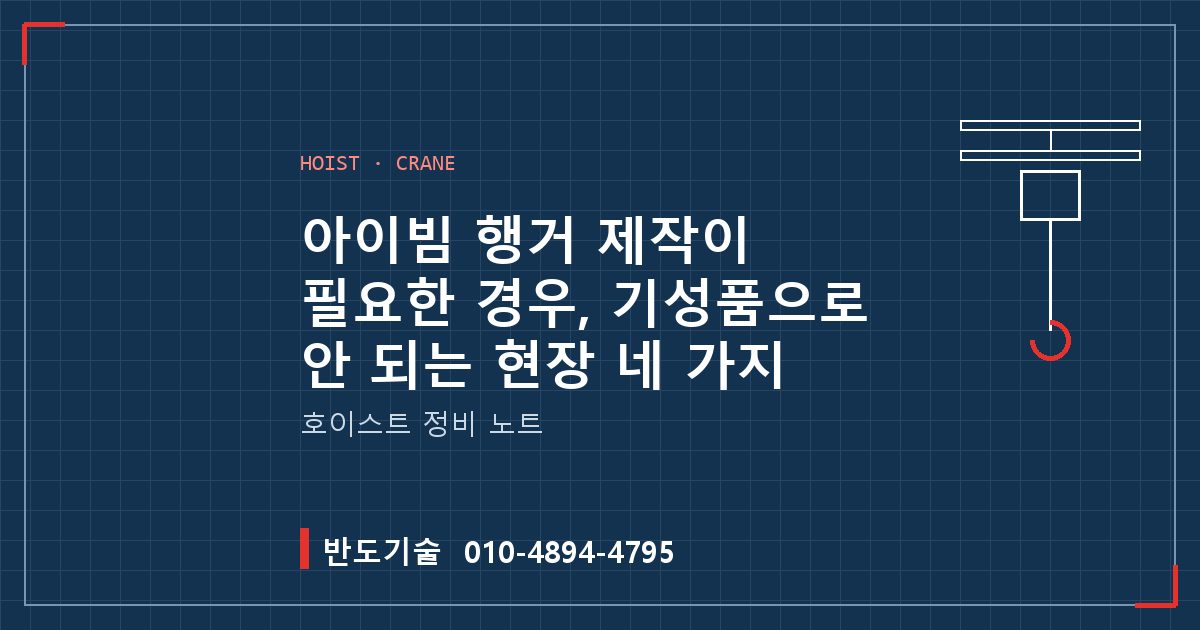 HOIST · CRANE
아이빔 행거 제작이
필요한 경우, 기성품으로
안 되는 현장 네 가지
호이스트 정비 노트
반도기술 010-4894-4795